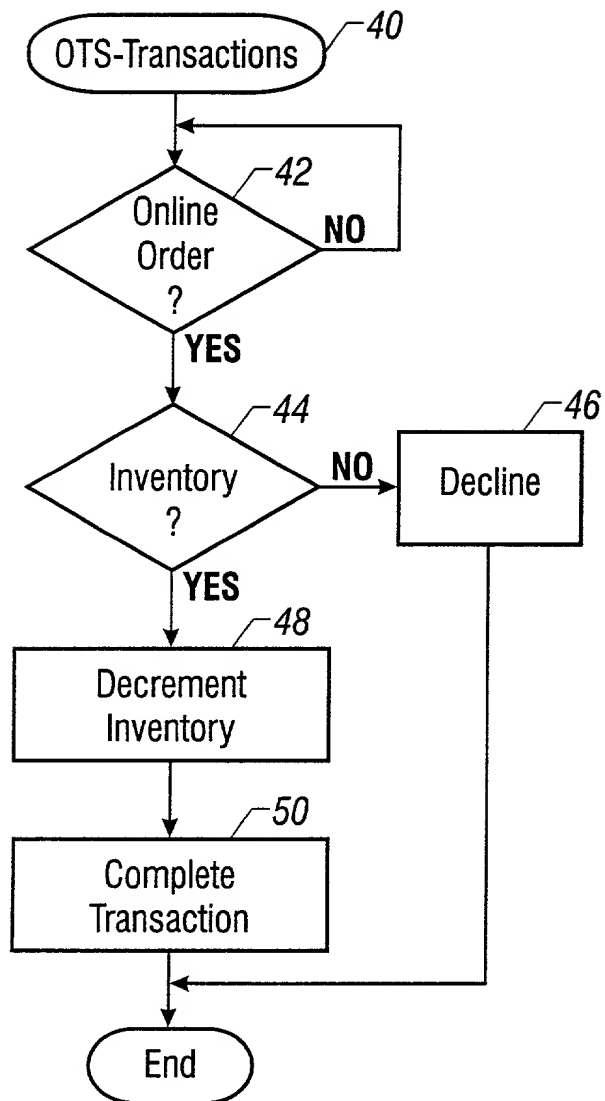 OTS-Transactions
40
42
Online
Order
?
NO
YES
44
46
Inventory
?
NO
Decline
YES
48
Decrement
Inventory
50
Complete
Transaction
End